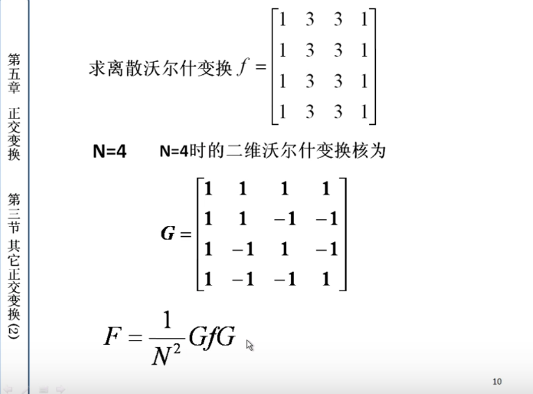 第五章 正交变换 第三节 其它正交变换(2)
求离散沃尔什变换 f = [1 3 3 1
1 3 3 1
1 3 3 1
1 3 3 1]
N=4 N=4时的二维沃尔什变换核为
G = [1 1 1 1
1 1 -1 -1
1 -1 1 -1
1 -1 -1 1]
F = 1/N² GfG
10